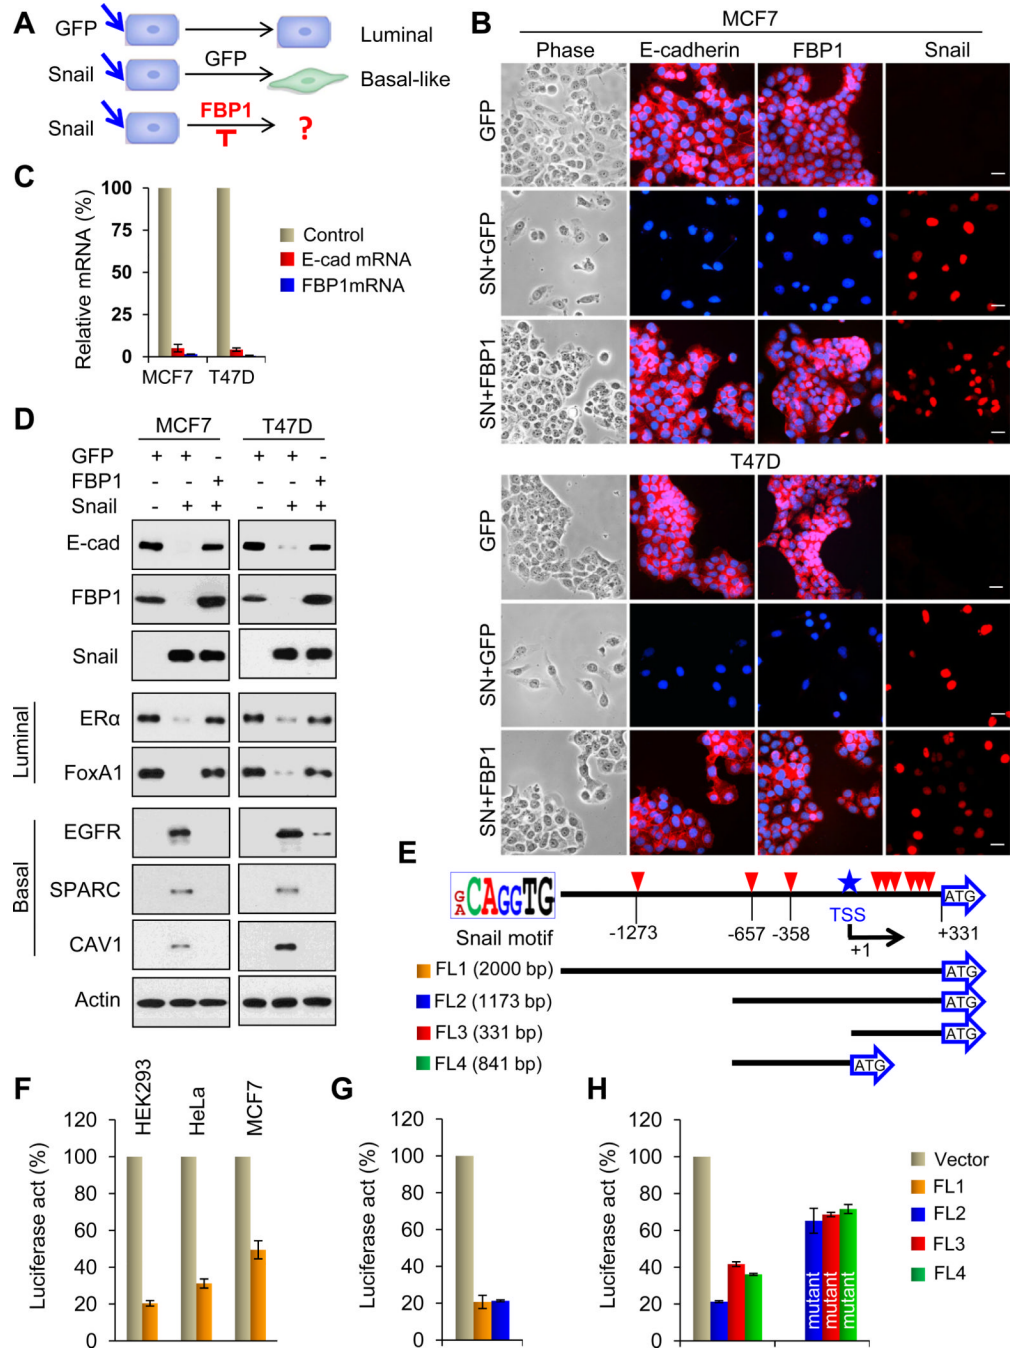 A
GFP
Luminal
Snail
GFP
Basal-like
Snail
FBP1
?
B
MCF7
Phase
E-cadherin
FBP1
Snail
GFP
SN+GFP
SN+FBP1
T47D
GFP
SN+GFP
SN+FBP1
C
Relative mRNA (%)
100
75
50
25
0
MCF7
T47D
Control
E-cad mRNA
FBP1mRNA
D
MCF7
T47D
GFP + + - + + -
FBP1 - - + - - +
Snail - + + - + +
E-cad
FBP1
Snail
Luminal
ERα
FoxA1
Basal
EGFR
SPARC
CAV1
Actin
E
GACAGGTG
Snail motif
-1273
-657
-358
TSS
+1
+331
ATG
FL1 (2000 bp)
ATG
FL2 (1173 bp)
ATG
FL3 (331 bp)
ATG
FL4 (841 bp)
ATG
F
HEK293
HeLa
MCF7
Luciferase act (%)
120
100
80
60
40
20
0
G
Luciferase act (%)
120
100
80
60
40
20
0
H
Luciferase act (%)
120
100
80
60
40
20
0
mutant
mutant
mutant
Vector
FL1
FL2
FL3
FL4